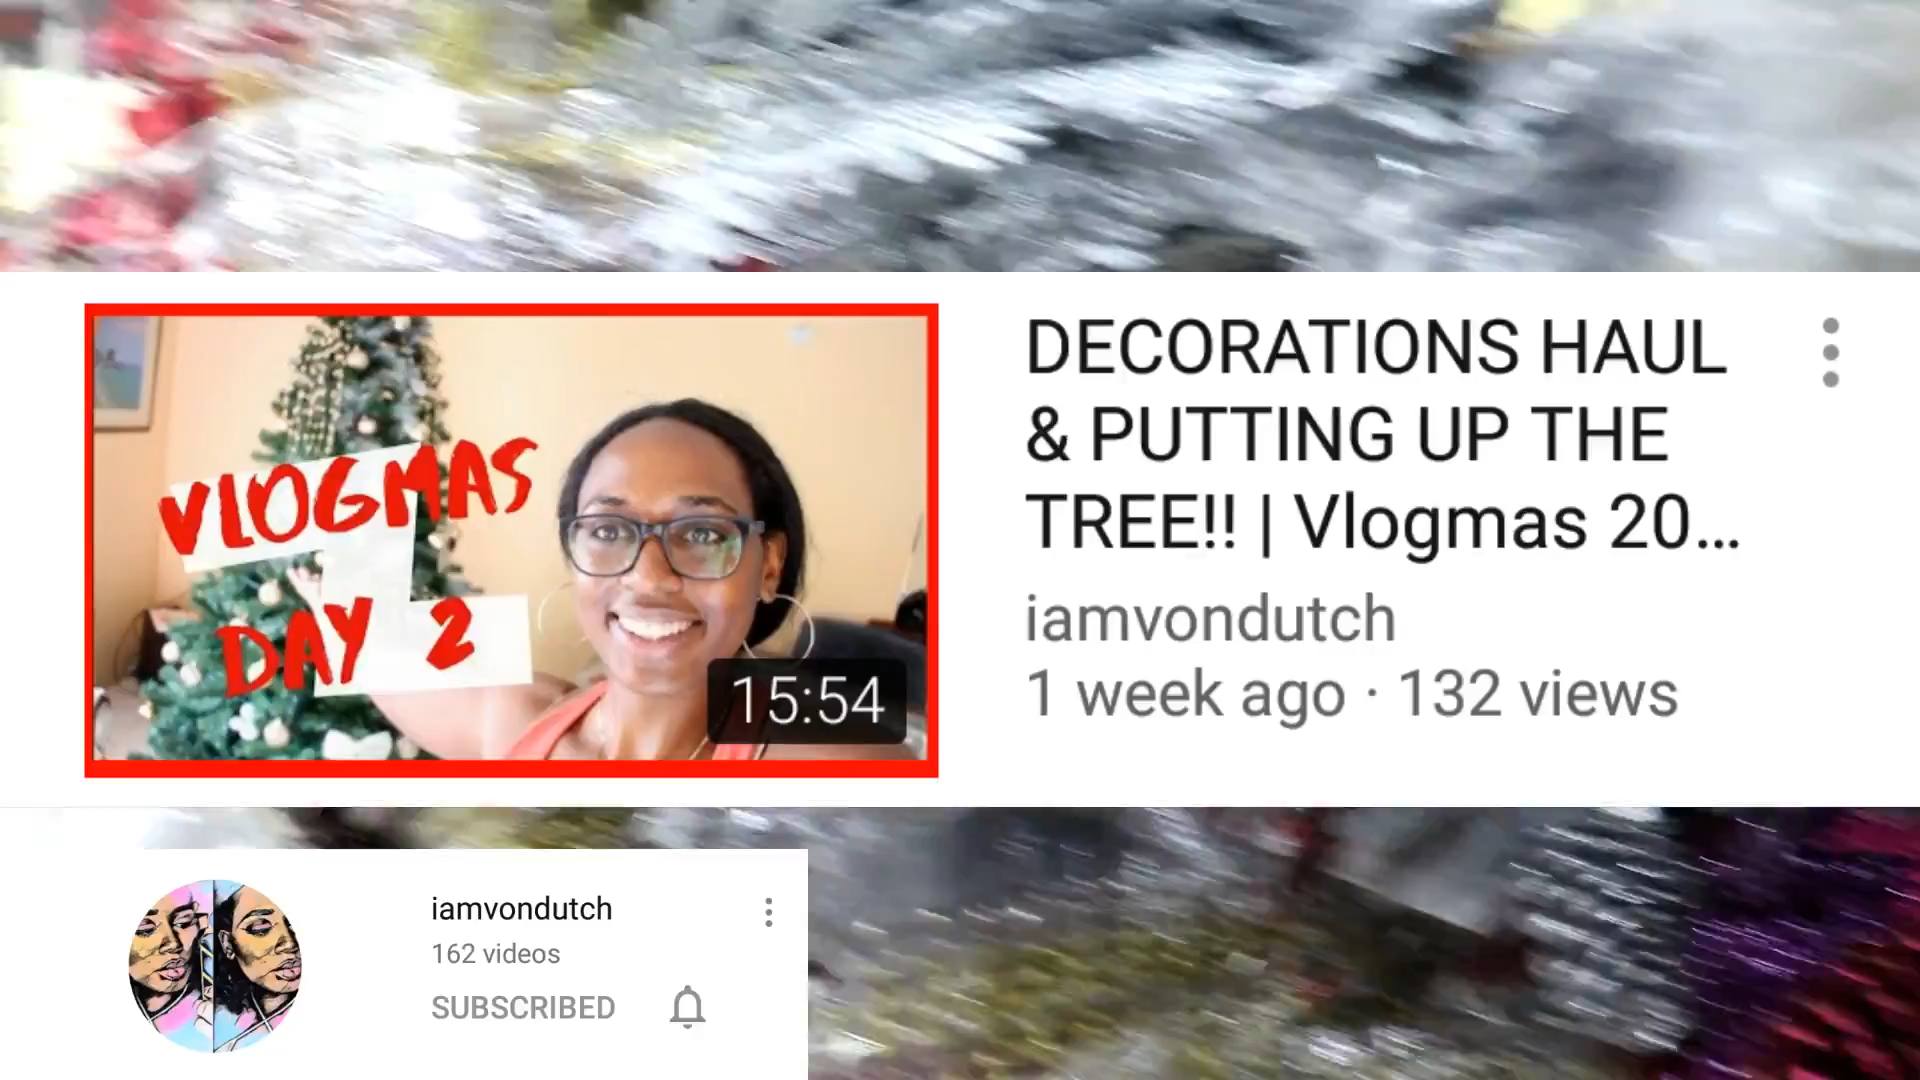 VLOGMAS
DAY 2
15:54
DECORATIONS HAUL
& PUTTING UP THE
TREE!! | Vlogmas 20...
iamvondutch
1 week ago · 132 views
iamvondutch
162 videos
SUBSCRIBED